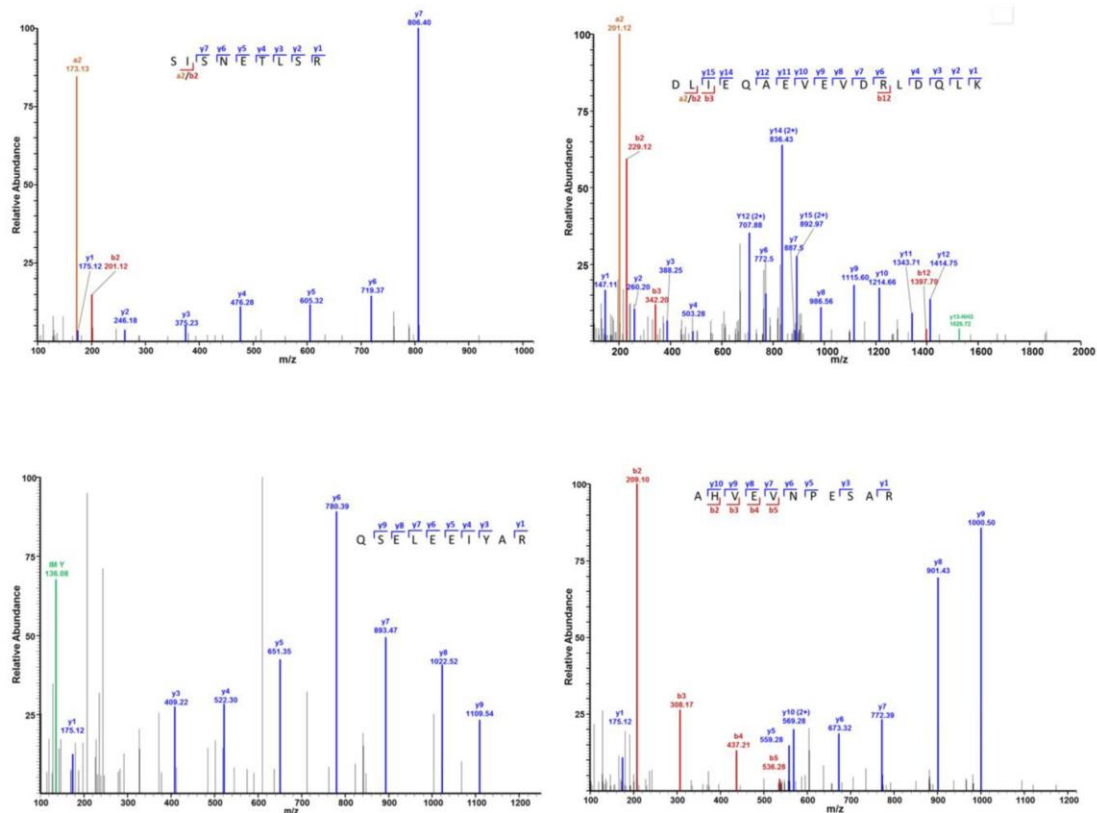 y7
806.40
a2
173.13
y7 y6 y5 y4 y3 y2 y1
S I S N E T L S R
a2/b2
y1
175.12
b2
201.12
y2
246.18
y3
375.23
y4
476.28
y5
605.32
y6
719.37
Relative Abundance
100
75
50
25
100 200 400 600 800 1000
m/z
a2
201.12
y15 y14 y12 y11 y10 y9 y8 y7 y6 y4 y3 y2 y1
D L I E Q A E V E V D R L D Q L K
a2/b2 b3 b12
b2
229.12
y14 (2+)
836.43
Y12 (2+)
707.88
y15 (2+)
892.97
y7
887.5
y6
772.5
y1
147.11
y2
260.20
b3
342.20
y3
388.25
y4
503.28
y8
986.56
y9
1115.60
y10
1214.66
y11
1343.71
b12
1397.70
y12
1414.75
Relative Abundance
100
75
50
25
200 400 600 800 1000 1200 1400 1600 1800 2000
m/z
IM Y
136.08
y9 y8 y7 y6 y5 y4 y3 y1
Q S E L E E I Y A R
y6
780.39
y7
893.47
y5
651.35
y8
1022.52
y4
522.30
y3
409.22
y9
1109.54
y1
175.12
Relative Abundance
100
75
50
25
100 200 300 400 500 600 700 800 900 1000 1100 1200
m/z
b2
209.10
y10 y9 y8 y7 y6 y5 y3 y1
A H V E V N P E S A R
b2 b3 b4 b5
y9
1000.50
y8
901.43
b3
308.17
y1
175.12
b4
437.21
b5
536.28
y5
559.28
y10 (2+)
569.28
y6
673.32
y7
772.39
Relative Abundance
100
75
50
25
100 200 300 400 500 600 700 800 900 1000 1100 1200
m/z